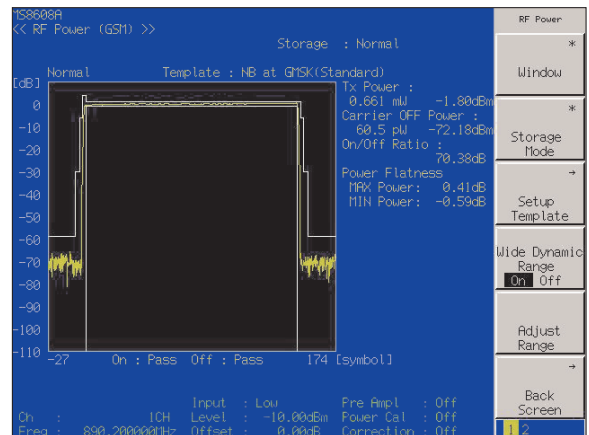 MS8608A
<< RF Power (GSM) >>
Storage : Normal
Normal Template : NB at GMSK(Standard)
[dB]
0
-10
-20
-30
-40
-50
-60
-70
-80
-90
-100
-110
-27 On : Pass Off : Pass 174 [symbol]
Tx Power :
0.661 mW -1.80dBm
Carrier OFF Power :
60.5 pW -72.18dBm
On/Off Ratio :
70.38dB
Power Flatness
MAX Power: 0.41dB
MIN Power: -0.59dB
Input : Low Pre Ampl : Off
Ch : 1CH Level : -10.00dBm Power Cal : Off
Freq : 890.200000MHz Offset : 0.00dB Correction : Off
RF Power
*
Window
*
Storage
Mode
→
Setup
Template
Wide Dynamic
Range
On Off
Adjust
Range
→
Back
Screen
1 2